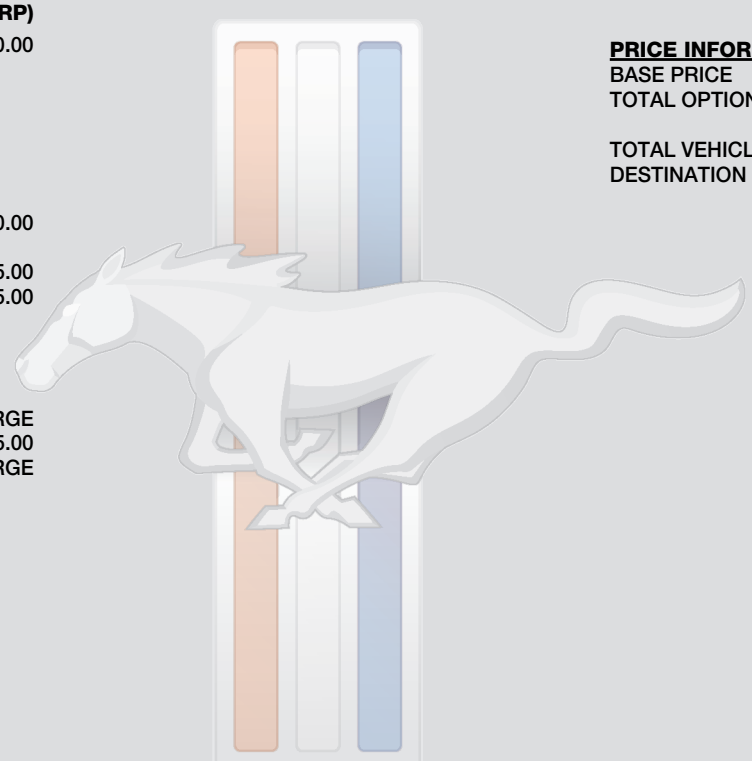 RP)
0.00
0.00
5.00
5.00
RGE
5.00
RGE
PRICE INFOR
BASE PRICE
TOTAL OPTION
TOTAL VEHICL
DESTINATION